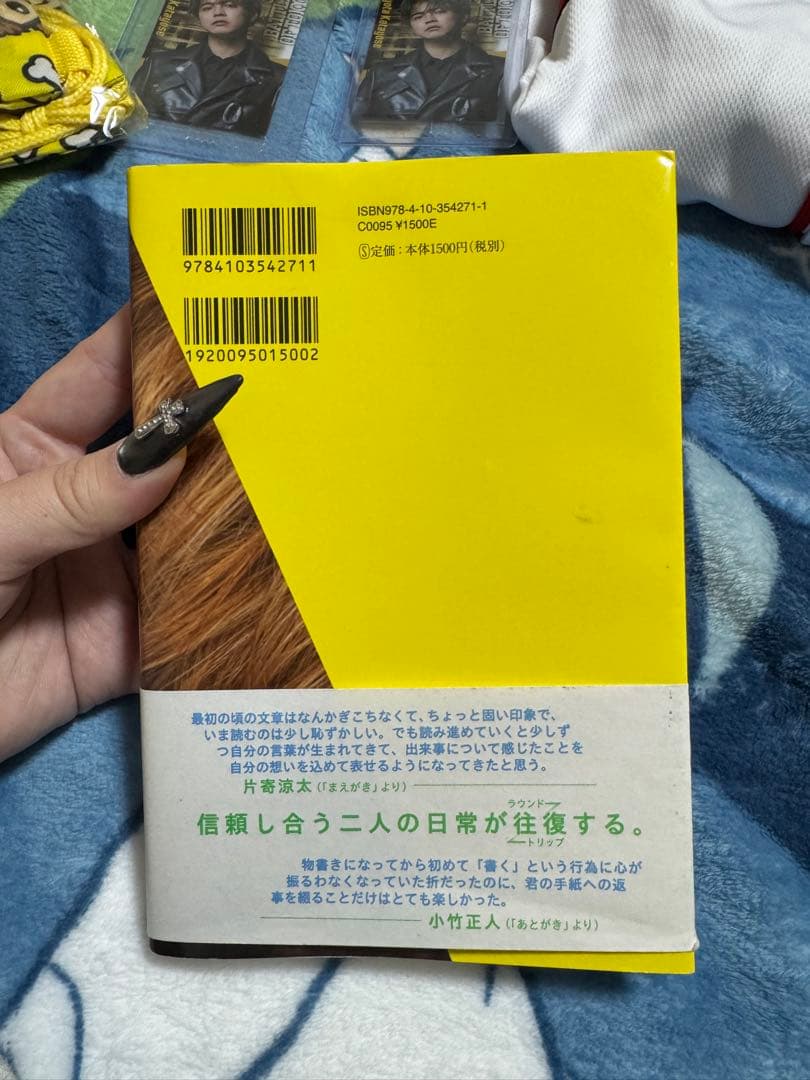 ISBN978-4-10-354271-1
C0095 ¥1500E
Ⓢ定価：本体1500円(税別)
9784103542711
1920095015002
最初の頃の文章はなんかぎこちなくて、ちょっと固い印象で、
いま読むのは少し恥ずかしい。でも読み進めていくと少しず
つ自分の言葉が生まれてきて、出来事について感じたことを
自分の想いを込めて表せるようになってきたと思う。
片寄涼太(「まえがき」より)
ラウンド
信頼し合う二人の日常が往復する。
トリップ
物書きになってから初めて「書く」という行為に心が
振るわなくなっていた折だったのに、君の手紙への返
事を綴ることだけはとても楽しかった。
小竹正人(「あとがき」より)